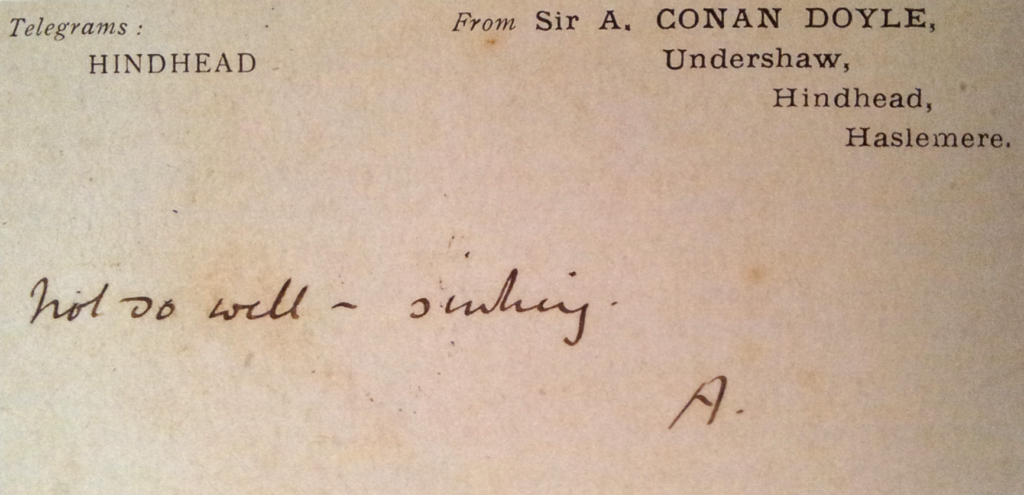 Telegrams:
HINDHEAD
From Sir A. CONAN DOYLE,
Undershaw,
Hindhead,
Haslemere.
Not so well - sinking.
A.